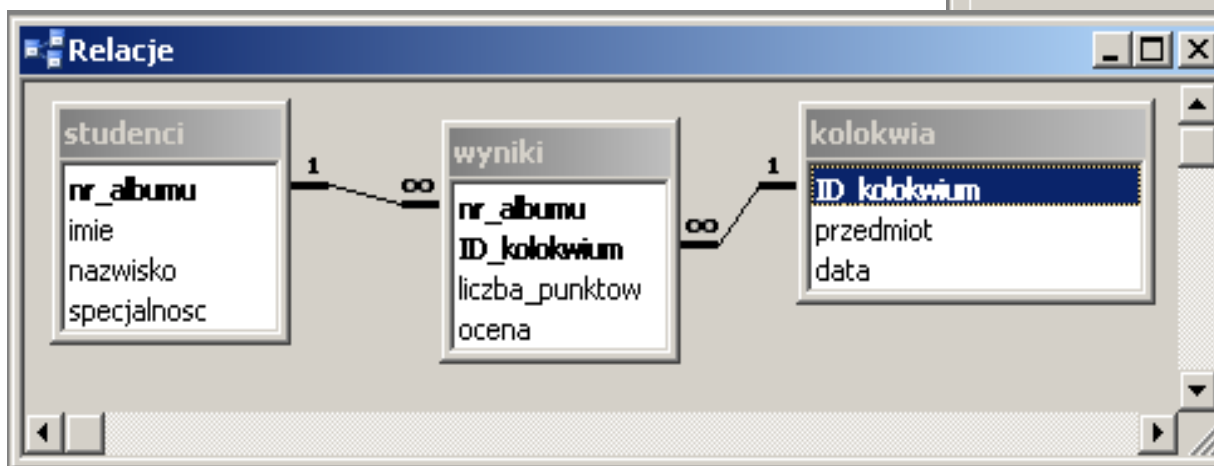 Relacje
studenci
nr_albumu
imie
nazwisko
specjalnosc
1
∞
wyniki
nr_albumu
ID_kolokwium
liczba_punktow
ocena
∞
1
kolokwia
ID_kolokwium
przedmiot
data